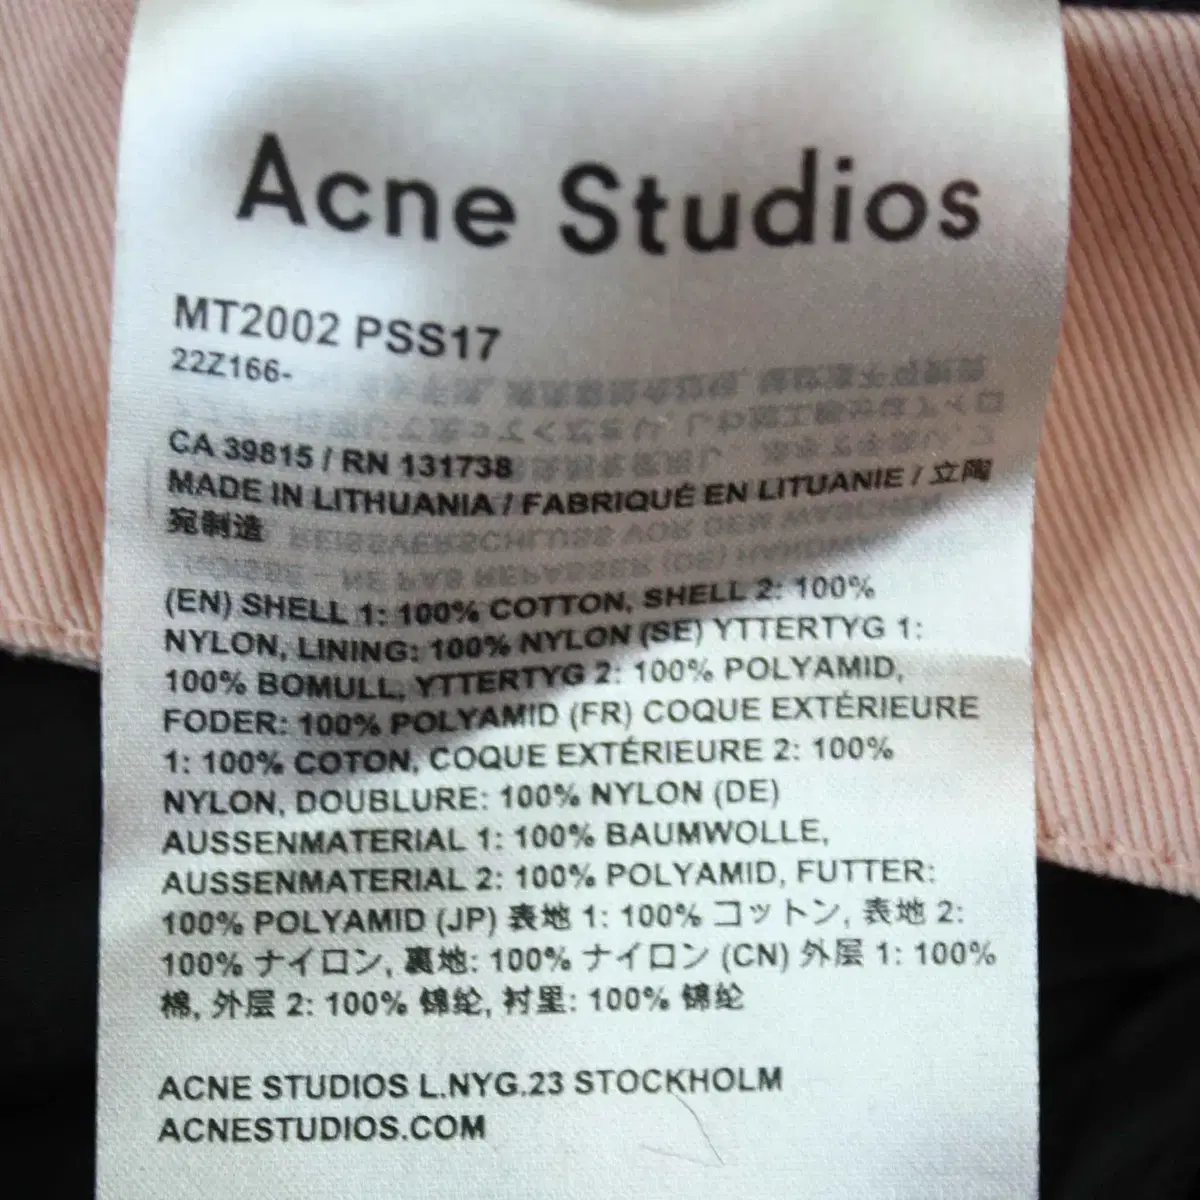 Acne Studios
MT2002 PSS17
22Z166-
CA 39815 / RN 131738
MADE IN LITHUANIA / FABRIQUÉ EN LITUANIE / 立陶
宛制造
(EN) SHELL 1: 100% COTTON, SHELL 2: 100%
NYLON, LINING: 100% NYLON (SE) YTTERTYG 1:
100% BOMULL, YTTERTYG 2: 100% POLYAMID,
FODER: 100% POLYAMID (FR) COQUE EXTÉRIEURE
1: 100% COTON, COQUE EXTÉRIEURE 2: 100%
NYLON, DOUBLURE: 100% NYLON (DE)
AUSSENMATERIAL 1: 100% BAUMWOLLE,
AUSSENMATERIAL 2: 100% POLYAMID, FUTTER:
100% POLYAMID (JP) 表地 1: 100% コットン, 表地 2:
100% ナイロン, 裏地: 100% ナイロン (CN) 外层 1: 100%
棉, 外层 2: 100% 锦纶, 衬里: 100% 锦纶
ACNE STUDIOS L.NYG.23 STOCKHOLM
ACNESTUDIOS.COM